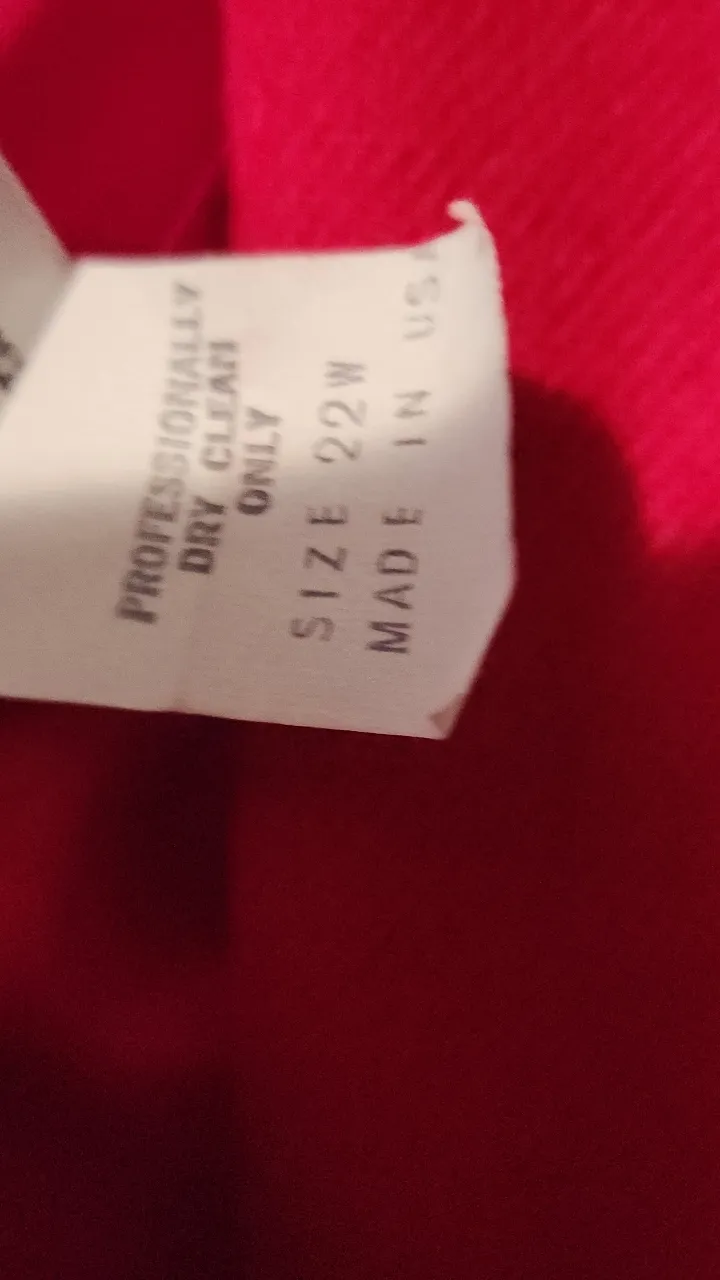 PROFESSIONALLY
DRY CLEAN
ONLY
SIZE 22W
MADE IN USA